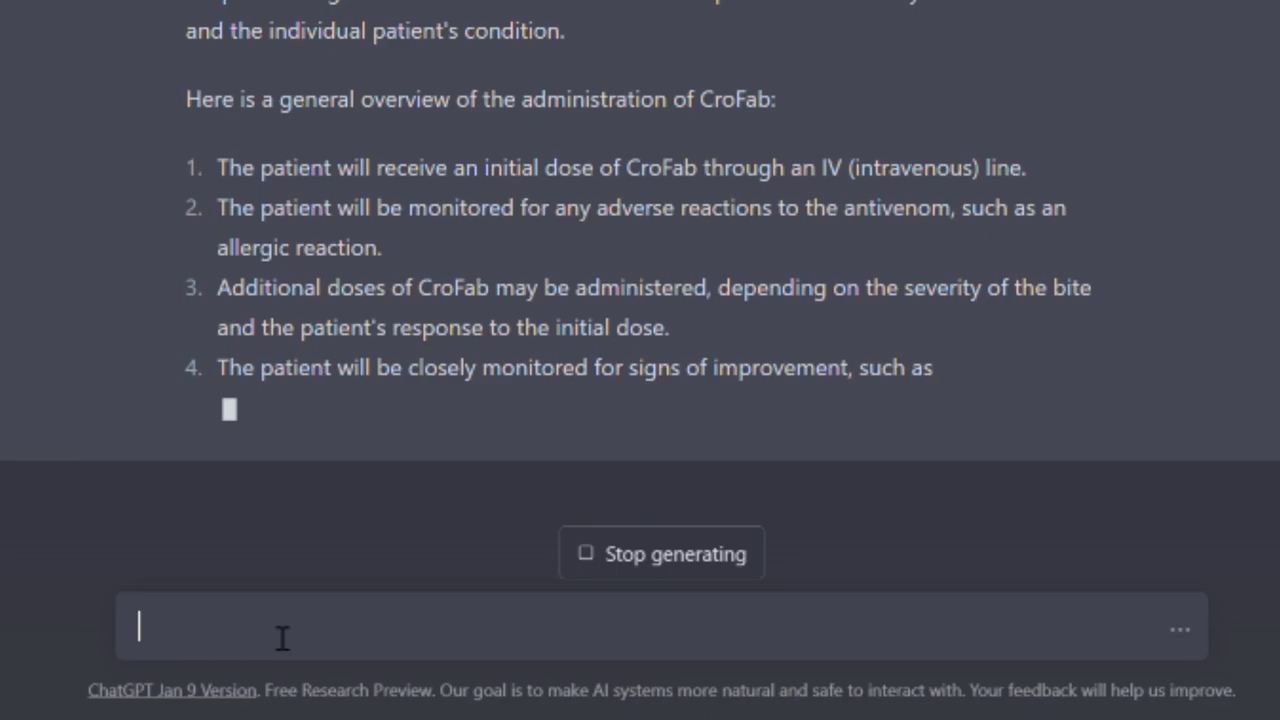 and the individual patient's condition.
Here is a general overview of the administration of CroFab:
1. The patient will receive an initial dose of CroFab through an IV (intravenous) line.
2. The patient will be monitored for any adverse reactions to the antivenom, such as an
allergic reaction.
3. Additional doses of CroFab may be administered, depending on the severity of the bite
and the patient's response to the initial dose.
4. The patient will be closely monitored for signs of improvement, such as
Stop generating
ChatGPT Jan 9 Version. Free Research Preview. Our goal is to make AI systems more natural and safe to interact with. Your feedback will help us improve.